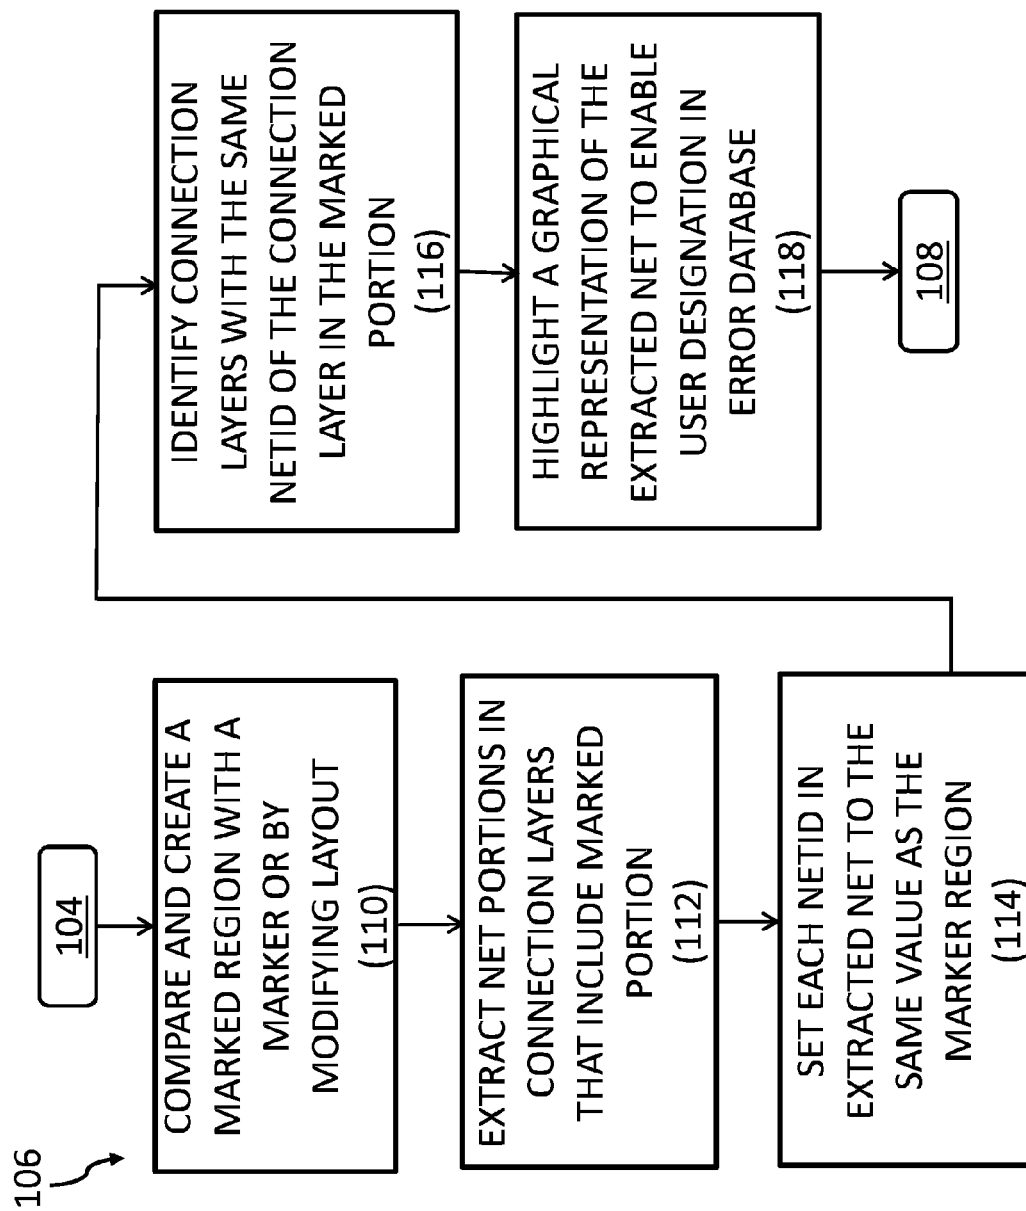 106
104
COMPARE AND CREATE A
MARKED REGION WITH A
MARKER OR BY
MODIFYING LAYOUT
(110)
EXTRACT NET PORTIONS IN
CONNECTION LAYERS
THAT INCLUDE MARKED
PORTION
(112)
SET EACH NETID IN
EXTRACTED NET TO THE
SAME VALUE AS THE
MARKER REGION
(114)
IDENTIFY CONNECTION
LAYERS WITH THE SAME
NETID OF THE CONNECTION
LAYER IN THE MARKED
PORTION
(116)
HIGHLIGHT A GRAPHICAL
REPRESENTATION OF THE
EXTRACTED NET TO ENABLE
USER DESIGNATION IN
ERROR DATABASE
(118)
108